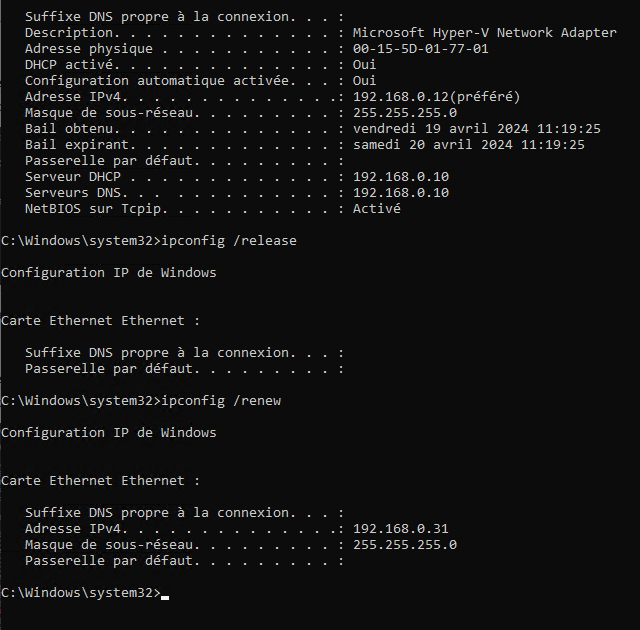 Suffixe DNS propre à la connexion. . . :
Description. . . . . . . . . . . . . . : Microsoft Hyper-V Network Adapter
Adresse physique . . . . . . . . . . . : 00-15-5D-01-77-01
DHCP activé. . . . . . . . . . . . . . : Oui
Configuration automatique activée. . . : Oui
Adresse IPv4. . . . . . . . . . . . . .: 192.168.0.12(préféré)
Masque de sous-réseau. . . . . . . . . : 255.255.255.0
Bail obtenu. . . . . . . . . . . . . . : vendredi 19 avril 2024 11:19:25
Bail expirant. . . . . . . . . . . . . : samedi 20 avril 2024 11:19:25
Passerelle par défaut. . . . . . . . . :
Serveur DHCP . . . . . . . . . . . . . : 192.168.0.10
Serveurs DNS. . .  . . . . . . . . . . : 192.168.0.10
NetBIOS sur Tcpip. . . . . . . . . . . : Activé
C:\Windows\system32>ipconfig /release
Configuration IP de Windows
Carte Ethernet Ethernet :
Suffixe DNS propre à la connexion. . . :
Passerelle par défaut. . . . . . . . . :
C:\Windows\system32>ipconfig /renew
Configuration IP de Windows
Carte Ethernet Ethernet :
Suffixe DNS propre à la connexion. . . :
Adresse IPv4. . . . . . . . . . . . . .: 192.168.0.31
Masque de sous-réseau. . . . . . . . . : 255.255.255.0
Passerelle par défaut. . . . . . . . . :
C:\Windows\system32>